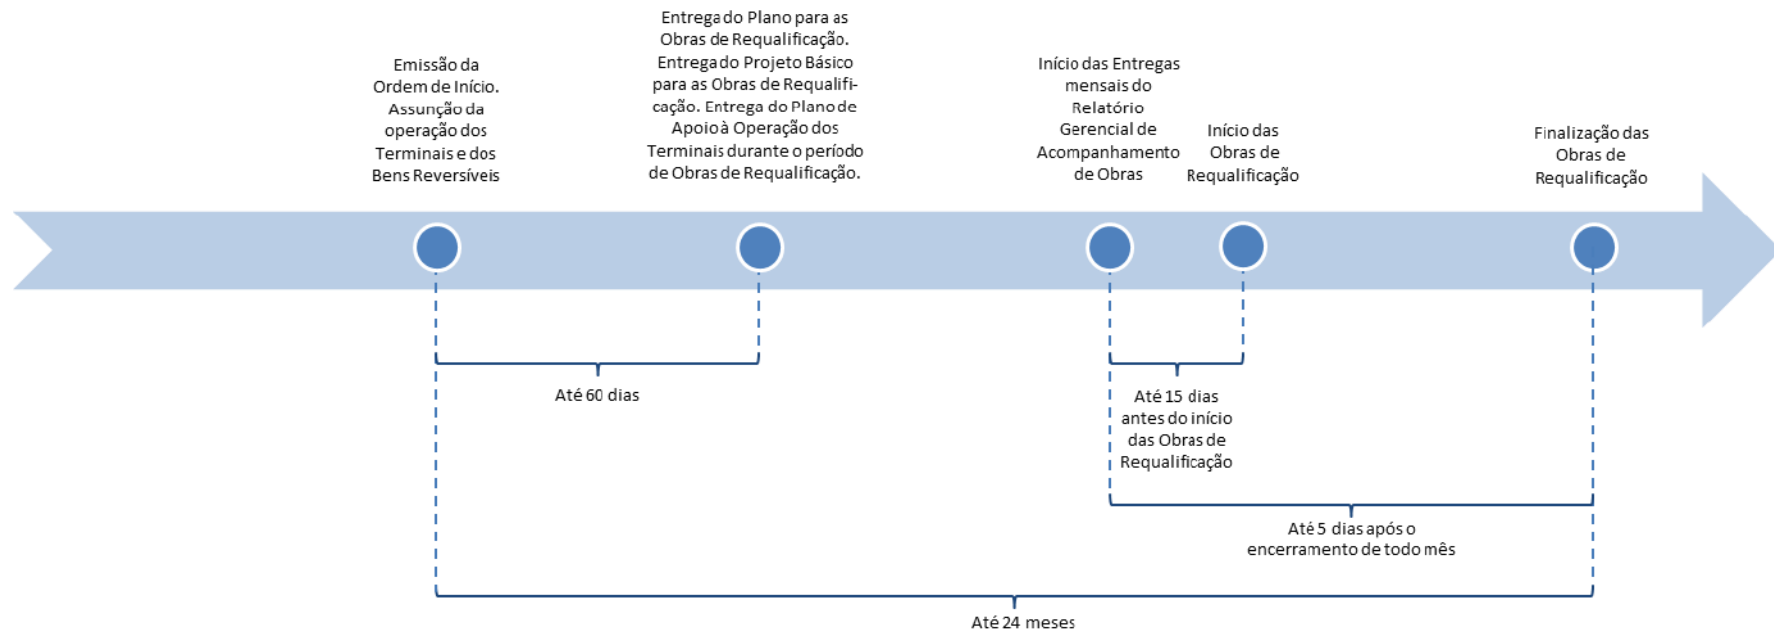 Emissão da
Ordem de Início.
Assunção da
operação dos
Terminais e dos
Bens Reversíveis
Entrega do Plano para as
Obras de Requalificação.
Entrega do Projeto Básico
para as Obras de Requalifi-
cação. Entrega do Plano de
Apoio à Operação dos
Terminais durante o período
de Obras de Requalificação.
Início das Entregas
mensais do
Relatório
Gerencial de
Acompanhamento
de Obras
Início das
Obras de
Requalificação
Finalização das
Obras de
Requalificação
Até 60 dias
Até 15 dias
antes do início
das Obras de
Requalificação
Até 5 dias após o
encerramento de todo mês
Até 24 meses